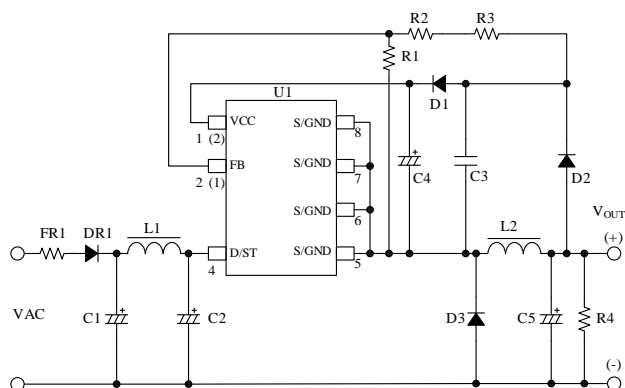 R2
R3
R1
U1
D1
VCC
S/GND
1 (2)
8
C4
C3
D2
FB
S/GND
2 (1)
7
S/GND
6
VOUT
FR1
DR1
L1
L2
(+)
D/ST
S/GND
4
5
VAC
C1
C2
D3
C5
R4
(-)